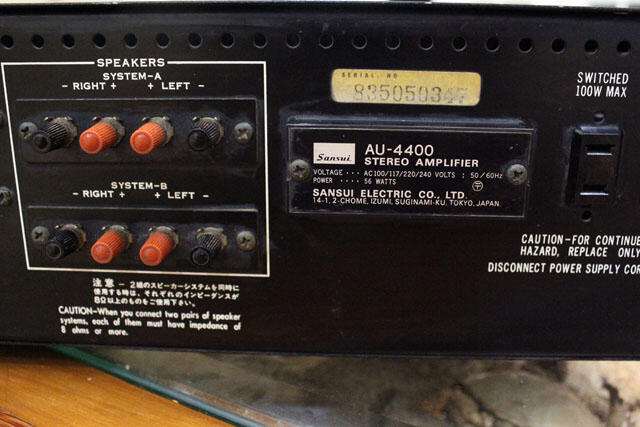 SPEAKERS
SYSTEM-A
- RIGHT + + LEFT -
SYSTEM-B
- RIGHT + + LEFT -
注意 - 2組のスピーカーシステムを同時に
使用する時は、それぞれのインピーダンスが
8Ω以上のものをご使用下さい。
CAUTION-When you connect two pairs of speaker
systems, each of them must have impedance of
8 ohms or more.
SERIAL NO
835050347
Sansui
AU-4400
STEREO AMPLIFIER
VOLTAGE ··· AC100/117/220/240 VOLTS : 50/60Hz
POWER ···· 56 WATTS
SANSUI ELECTRIC CO., LTD.
14-1, 2-CHOME, IZUMI, SUGINAMI-KU, TOKYO, JAPAN.
SWITCHED
100W MAX
CAUTION-FOR CONTINUE
HAZARD, REPLACE ONLY
DISCONNECT POWER SUPPLY COR